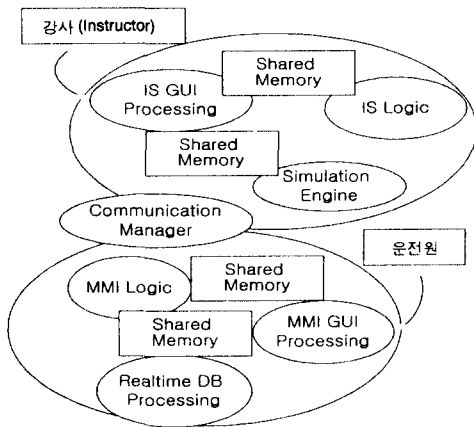 강사 (Instructor)
Shared
Memory
IS GUI
Processing
IS Logic
Shared
Memory
Simulation
Engine
Communication
Manager
운전원
Shared
Memory
MMI Logic
Shared
Memory
MMI GUI
Processing
Realtime DB
Processing